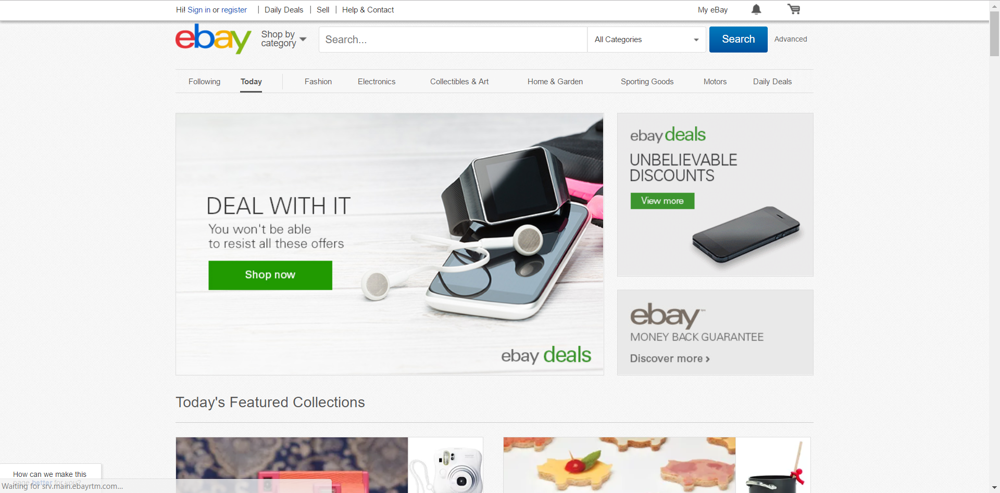 Hi! Sign in or register | Daily Deals | Sell | Help & Contact My eBay
ebay
Shop by
category
Search...
All Categories
Search
Advanced
Following Today Fashion Electronics Collectibles & Art Home & Garden Sporting Goods Motors Daily Deals
DEAL WITH IT
You won't be able
to resist all these offers
Shop now
ebay deals
ebay deals
UNBELIEVABLE
DISCOUNTS
View more
ebay
MONEY BACK GUARANTEE
Discover more
Today's Featured Collections
How can we make this
page better for you?
Waiting for srv.main.ebayrtm.com...